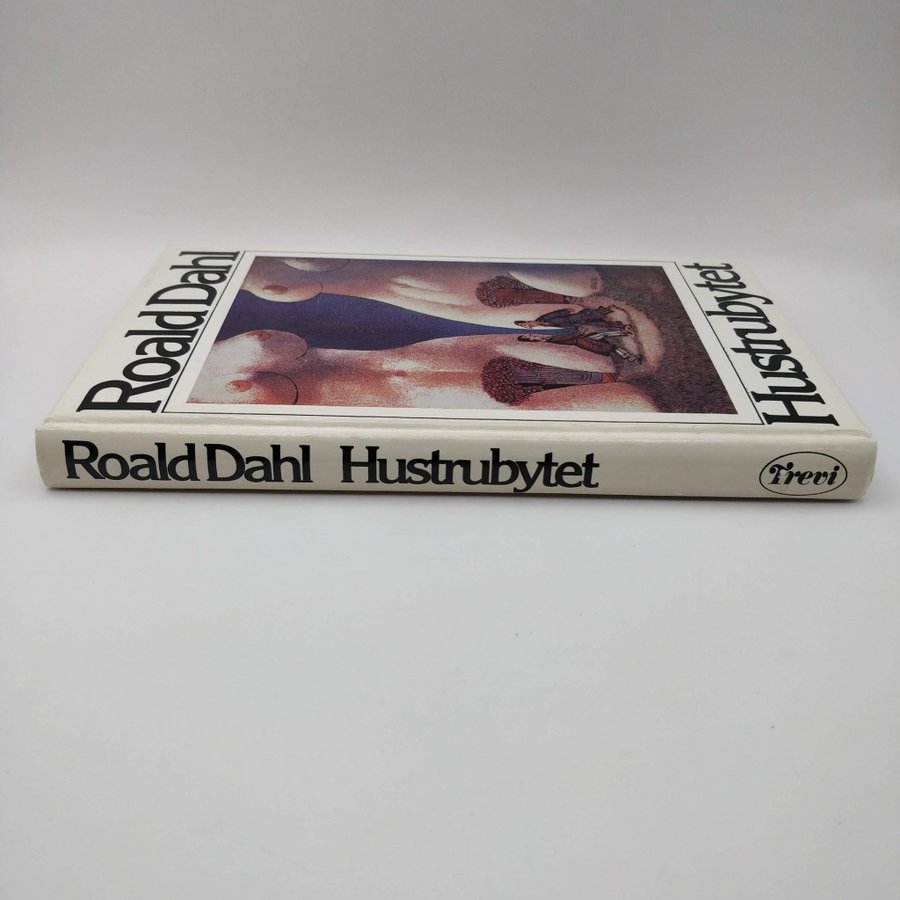 Roald Dahl
Hustrubytet
Roald Dahl Hustrubytet Trevi